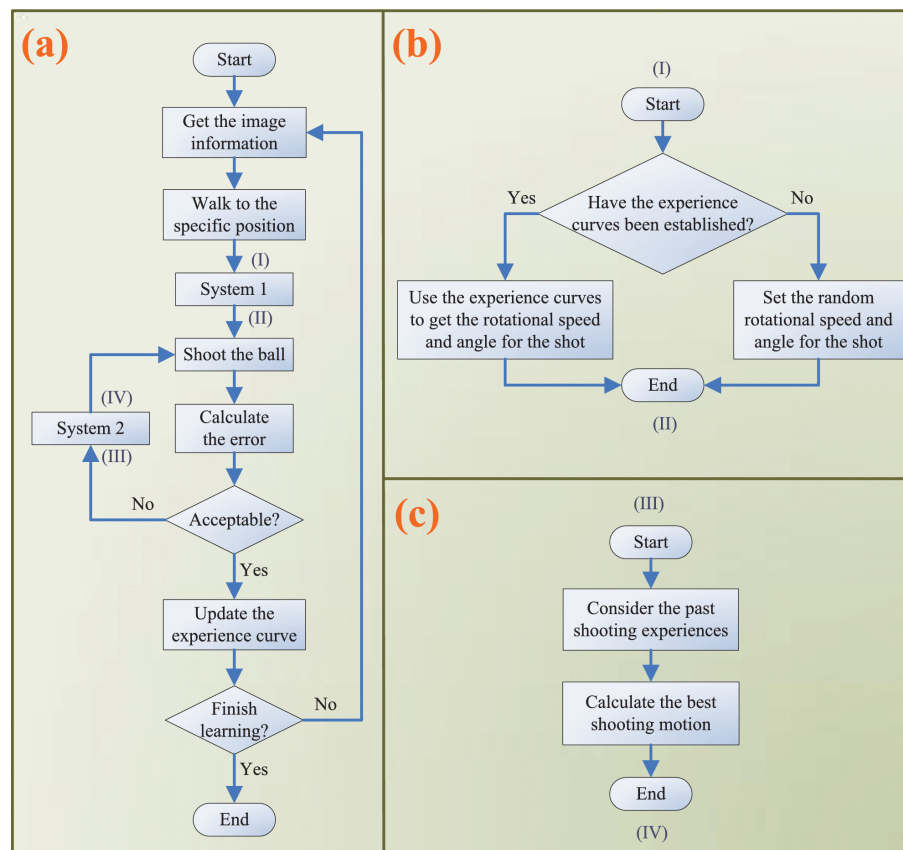 (a)
Start
Get the image
information
Walk to the
specific position
(I)
System 1
(II)
Shoot the ball
(IV)
Calculate
the error
System 2
(III)
No
Acceptable?
Yes
Update the
experience curve
Finish
learning?
No
Yes
End
(b)
(I)
Start
Yes
Have the experience
curves been established?
No
Use the experience curves
to get the rotational speed
and angle for the shot
Set the random
rotational speed and
angle for the shot
End
(II)
(c)
(III)
Start
Consider the past
shooting experiences
Calculate the best
shooting motion
End
(IV)